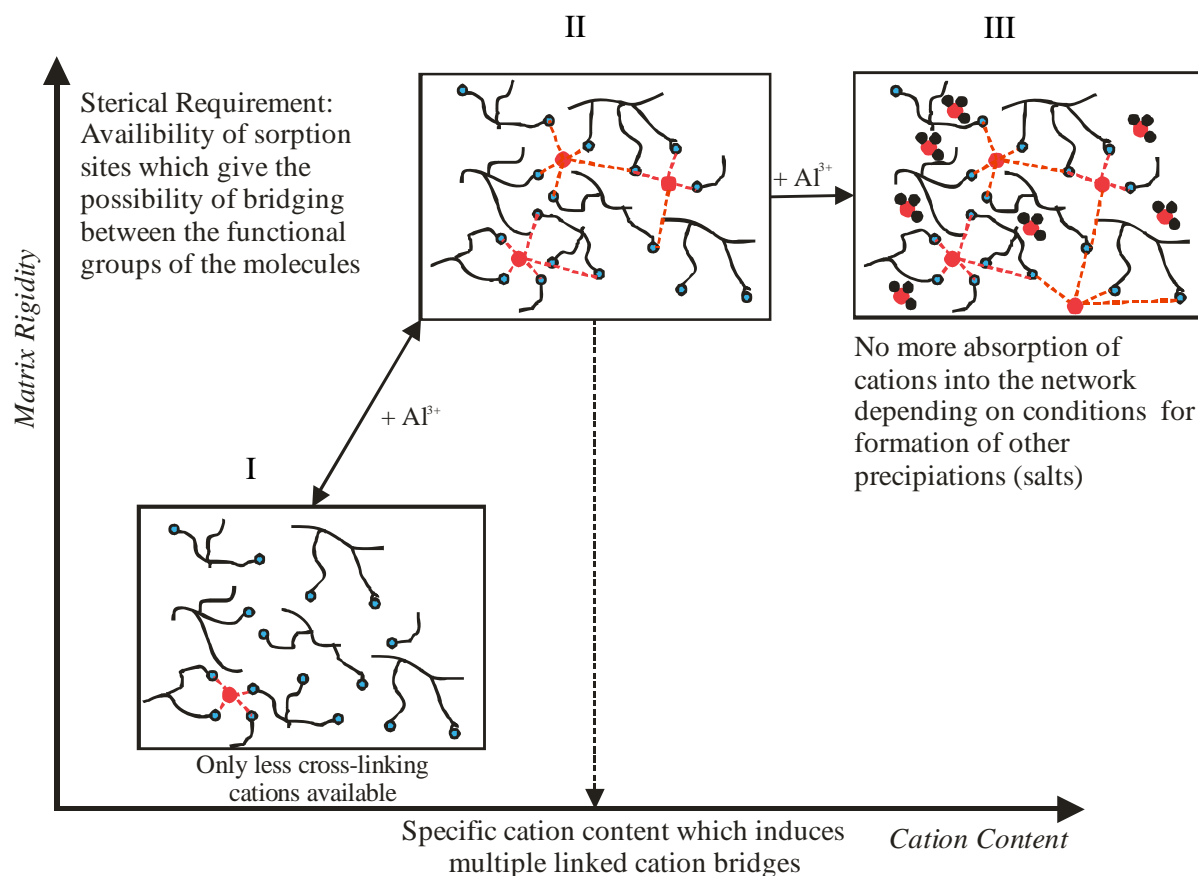 II
III
Sterical Requirement:
Availibility of sorption
sites which give the
possibility of bridging
between the functional
groups of the molecules
+ Al³⁺
Matrix Rigidity
No more absorption of
cations into the network
depending on conditions for
formation of other
precipiations (salts)
+ Al³⁺
I
Only less cross-linking
cations available
Specific cation content which induces
multiple linked cation bridges
Cation Content